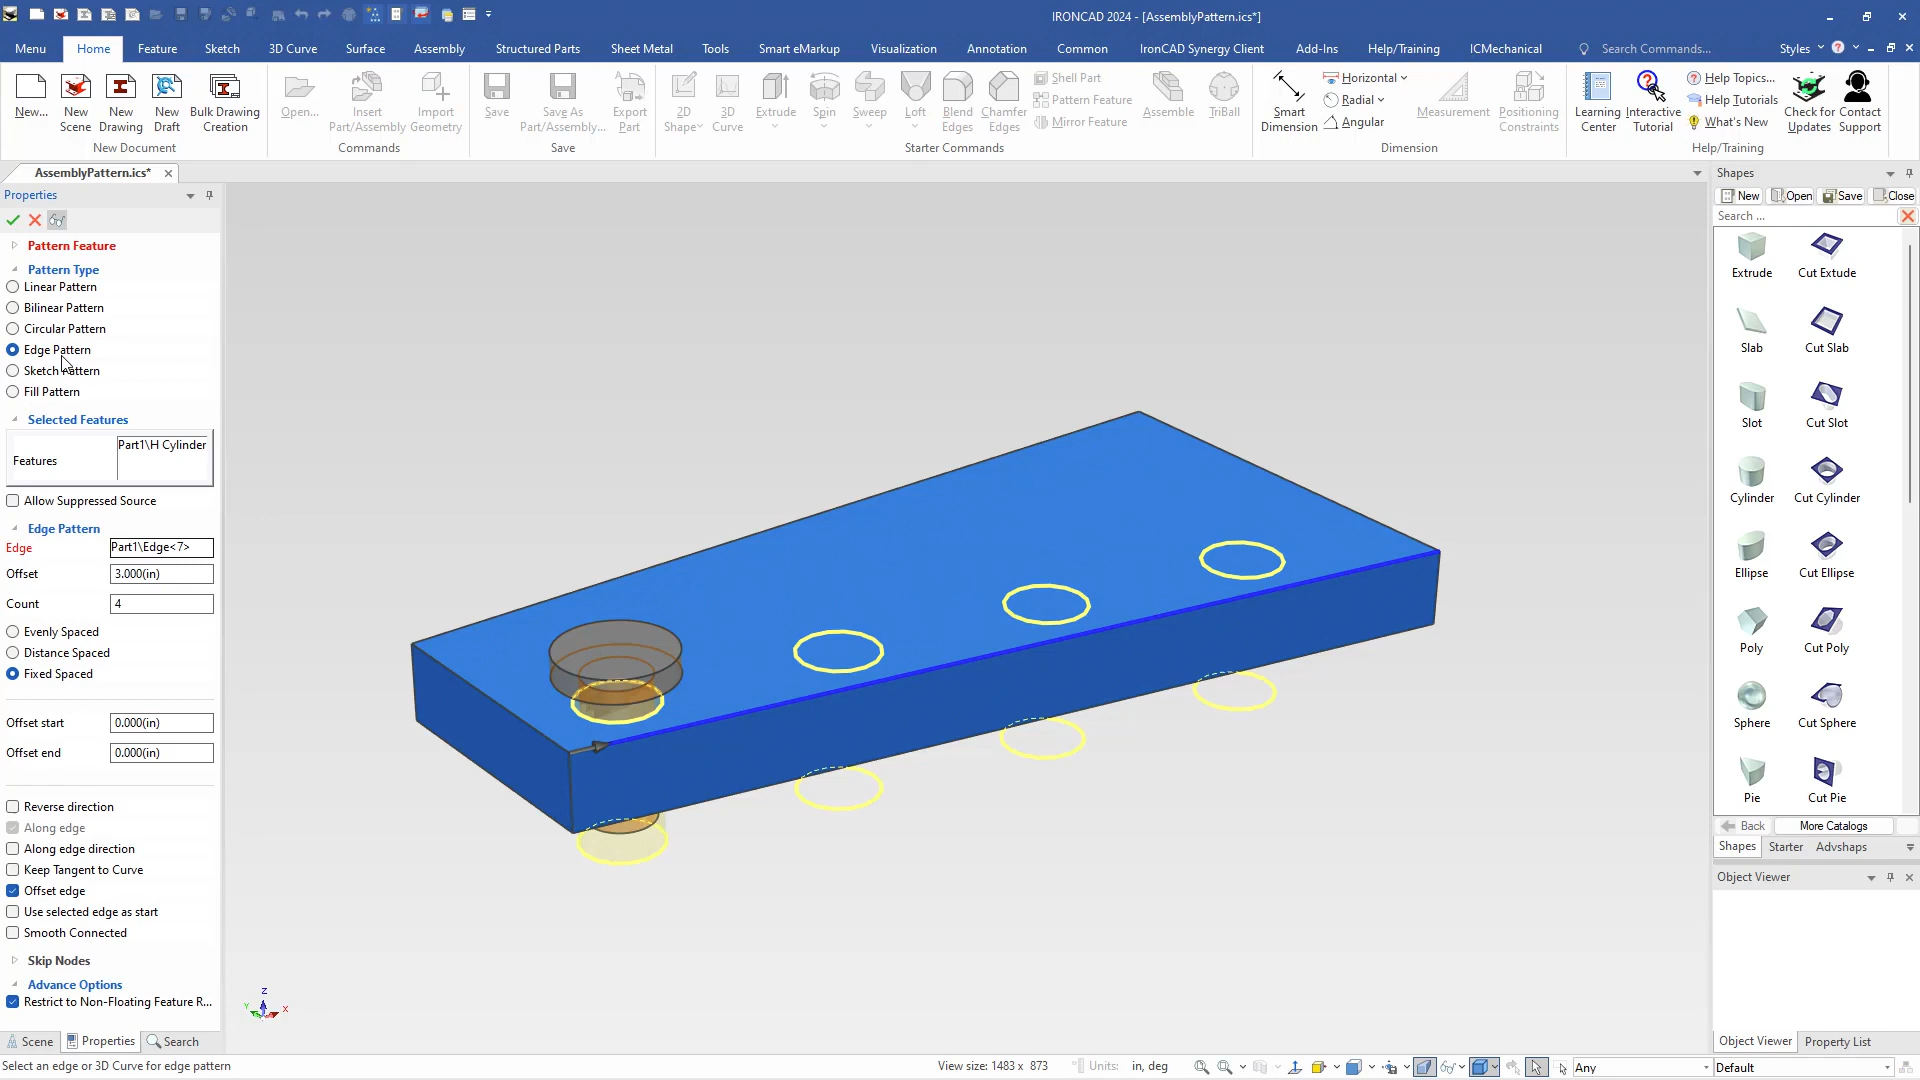 IRONCAD 2024 - [AssemblyPattern.ics*]
Menu Home Feature Sketch 3D Curve Surface Assembly Structured Parts Sheet Metal Tools Smart eMarkup Visualization Annotation Common IronCAD Synergy Client Add-Ins Help/Training ICMechanical Search Commands... Styles
New... New Scene New Drawing New Draft Bulk Drawing Creation
Open... Insert Part/Assembly Import Geometry
Save Save As Part/Assembly... Export Part
2D Shape 3D Curve Extrude Spin Sweep Loft Blend Edges Chamfer Edges
Shell Part
Pattern Feature
Mirror Feature
Assemble TriBall
Smart Dimension
Horizontal
Radial
Angular
Measurement Positioning Constraints
Learning Center Interactive Tutorial
Help Topics...
Help Tutorials
What's New
Check for Updates Contact Support
New Document Commands Save Starter Commands Dimension Help/Training
AssemblyPattern.ics*
Properties
Pattern Feature
Pattern Type
Linear Pattern
Bilinear Pattern
Circular Pattern
Edge Pattern
Sketch Pattern
Fill Pattern
Selected Features
Features Part1\H Cylinder
Allow Suppressed Source
Edge Pattern
Edge Part1\Edge<7>
Offset 3.000(in)
Count 4
Evenly Spaced
Distance Spaced
Fixed Spaced
Offset start 0.000(in)
Offset end 0.000(in)
Reverse direction
Along edge
Along edge direction
Keep Tangent to Curve
Offset edge
Use selected edge as start
Smooth Connected
Skip Nodes
Advance Options
Restrict to Non-Floating Feature R...
Scene Properties Search
Z
Y
X
Shapes
New Open Save Close
Search ...
Extrude Cut Extude
Slab Cut Slab
Slot Cut Slot
Cylinder Cut Cylinder
Ellipse Cut Ellipse
Poly Cut Poly
Sphere Cut Sphere
Pie Cut Pie
Back More Catalogs
Shapes Starter Advshaps
Object Viewer
Object Viewer Property List
Select an edge or 3D Curve for edge pattern
View size: 1483 x 873 Units: in, deg Any Default